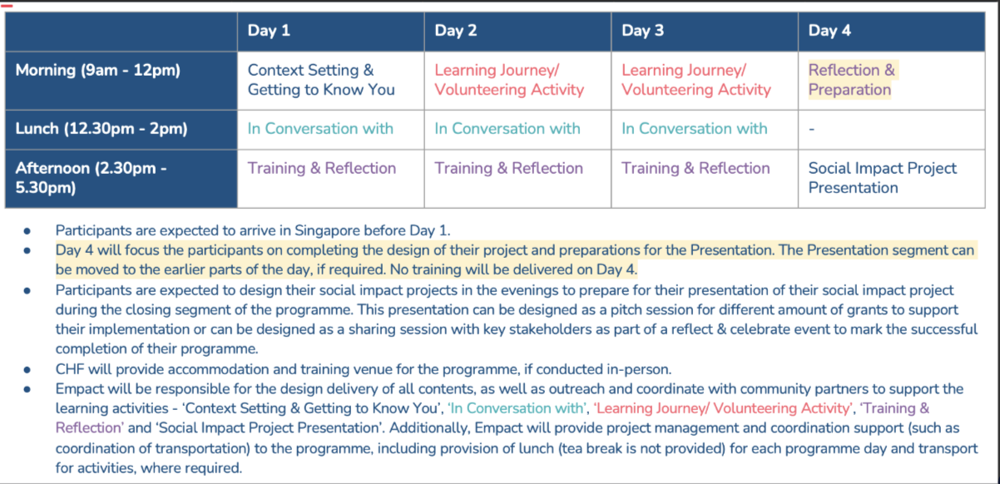 Day 1 Day 2 Day 3 Day 4
Morning (9am - 12pm) Context Setting & Learning Journey/ Learning Journey/ Reflection &
Getting to Know You Volunteering Activity Volunteering Activity Preparation
Lunch (12.30pm - 2pm) In Conversation with In Conversation with In Conversation with -
Afternoon (2.30pm - Training & Reflection Training & Reflection Training & Reflection Social Impact Project
5.30pm) Presentation
● Participants are expected to arrive in Singapore before Day 1.
● Day 4 will focus the participants on completing the design of their project and preparations for the Presentation. The Presentation segment can
be moved to the earlier parts of the day, if required. No training will be delivered on Day 4.
● Participants are expected to design their social impact projects in the evenings to prepare for their presentation of their social impact project
during the closing segment of the programme. This presentation can be designed as a pitch session for different amount of grants to support
their implementation or can be designed as a sharing session with key stakeholders as part of a reflect & celebrate event to mark the successful
completion of their programme.
● CHF will provide accommodation and training venue for the programme, if conducted in-person.
● Empact will be responsible for the design delivery of all contents, as well as outreach and coordinate with community partners to support the
learning activities - ‘Context Setting & Getting to Know You’, ‘In Conversation with’, ‘Learning Journey/ Volunteering Activity’, ‘Training &
Reflection’ and ‘Social Impact Project Presentation’. Additionally, Empact will provide project management and coordination support (such as
coordination of transportation) to the programme, including provision of lunch (tea break is not provided) for each programme day and transport
for activities, where required.